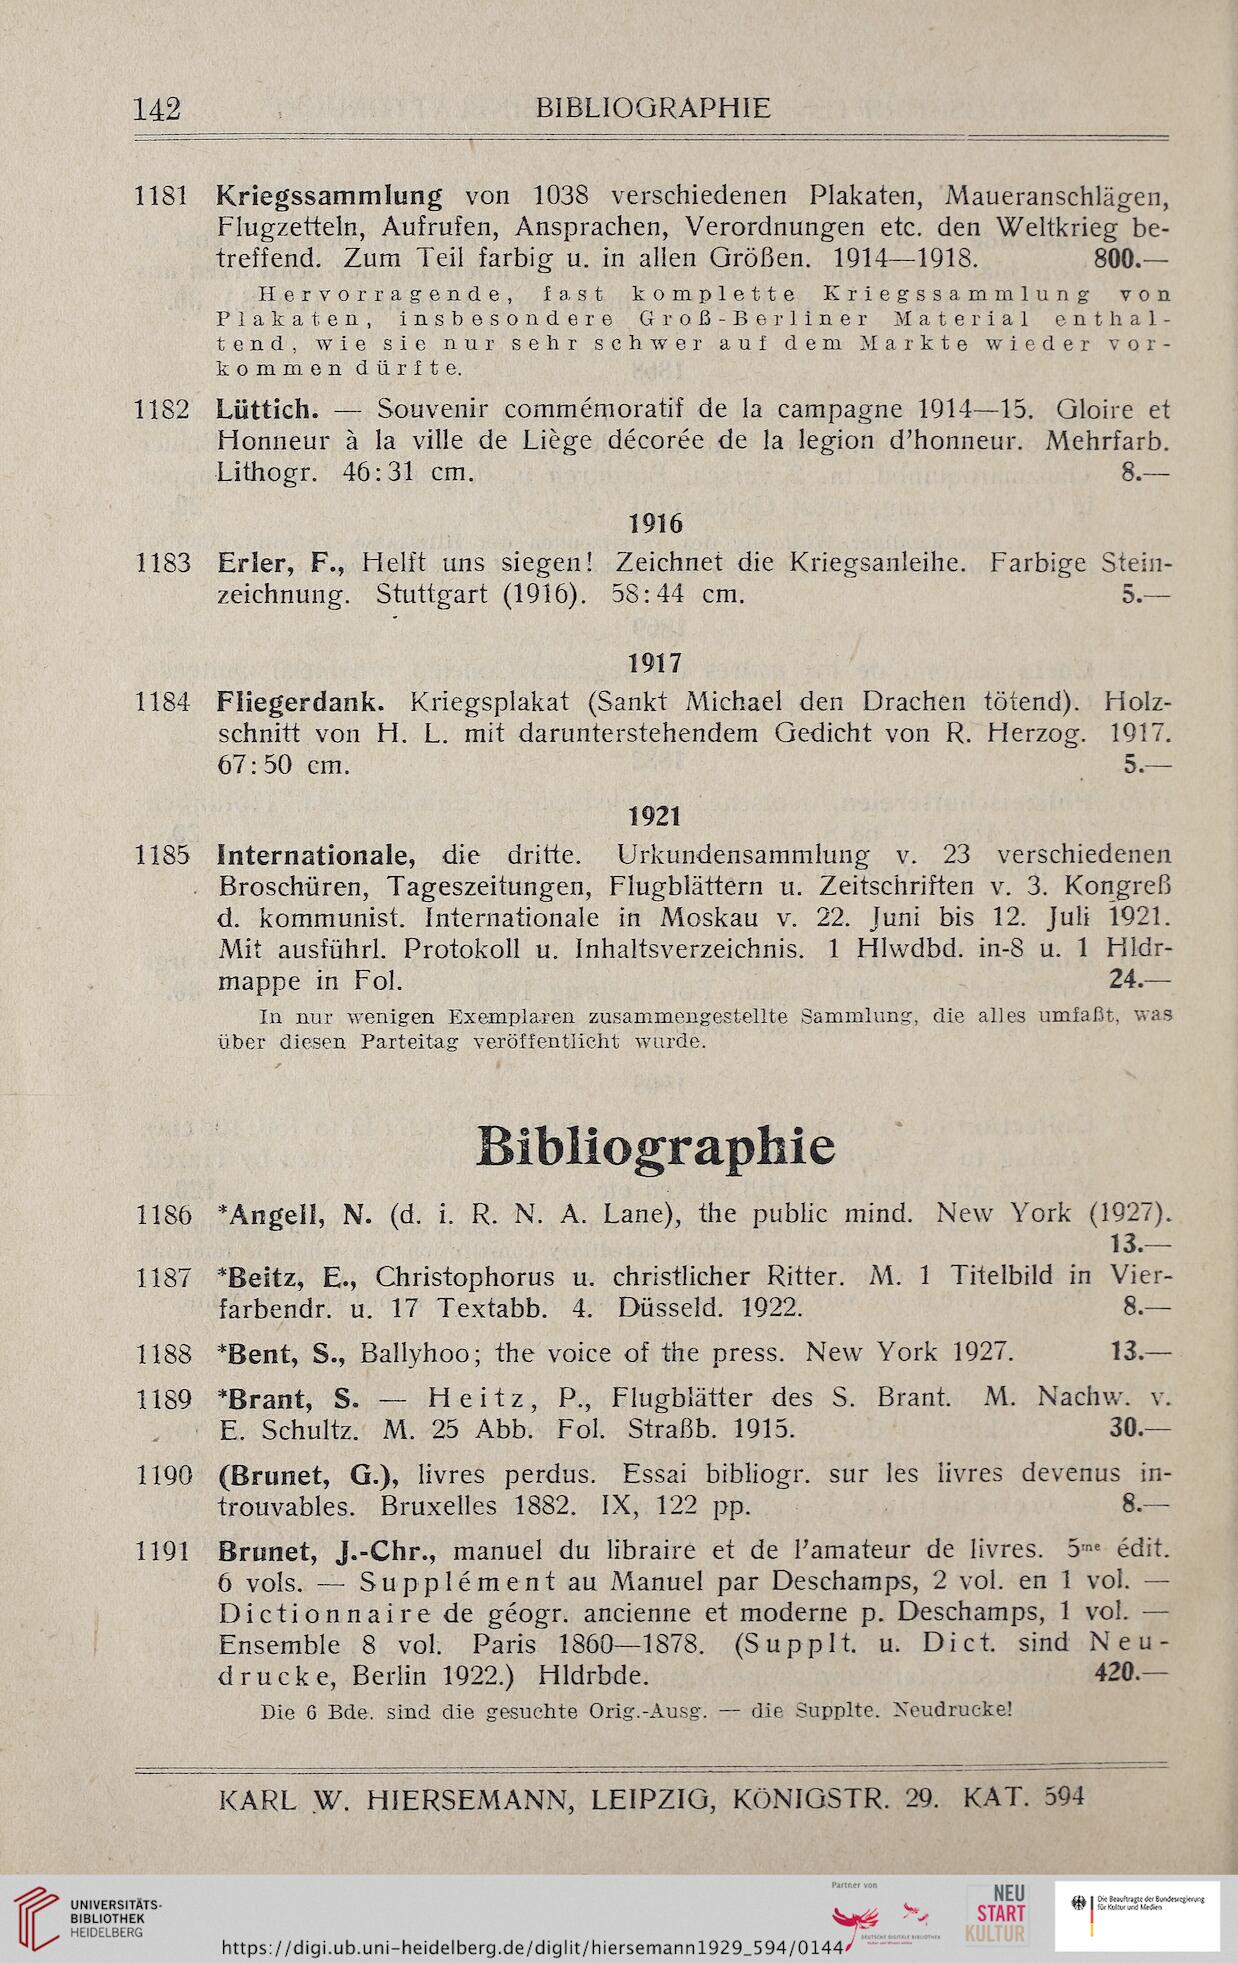 142 BIBLIOGRAPHIE
1181 Kriegssammlung von 1038 verschiedenen Plakaten, Maueranschlägen,
Flugzetteln, Aufrufen, Ansprachen, Verordnungen etc. den Weltkrieg be-
treffend. Zum Teil farbig u. in allen Größen. 1914—1918. 800.—
Hervorragende, fast komplette Kriegssammlung von
Plakaten, insbesondere Groß-Berliner Material enthal-
tend, wie sie nur sehr schwer auf dem Markte wieder vor-
kommen dürfte.
1182 Lüttich. — Souvenir commémoratif de la campagne 1914—15. Gloire et
Honneur à la ville de Liège décorée de la legion d'honneur. Mehrfarb.
Lithogr. 46:31 cm. 8.—
1916
1183 Erler, F., Helft uns siegen! Zeichnet die Kriegsanleihe. Farbige Stein-
zeichnung. Stuttgart (1916). 58:44 cm. 5.—
1917
1184 Fliegerdank. Kriegsplakat (Sankt Michael den Drachen tötend). Holz-
schnitt von H. L. mit darunterstehendem Gedicht von R. Herzog. 1917.
67:50 cm. 5.—
1921
1185 Internationale, die dritte. Urkundensammlung v. 23 verschiedenen
Broschüren, Tageszeitungen, Flugblättern u. Zeitschriften v. 3. Kongreß
d. kommunist. Internationale in Moskau v. 22. Juni bis 12. Juli 1921.
Mit ausführl. Protokoll u. Inhaltsverzeichnis. 1 Hlwdbd. in-8 u. 1 Hldr-
mappe in Fol. 24.—
In nur wenigen Exemplaren zusammengestellte Sammlung, die alles umfaßt, was
über diesen Parteitag veröffentlicht wurde.
Bibliographie
1186 *Angell, N. (d. i. R. N. A. Lane), the public mind. New York (1927).
13.—
1187 *Beitz, E., Christophorus u. christlicher Ritter. M. 1 Titelbild in Vier-
farbendr. u. 17 Textabb. 4. Düsseld. 1922. 8.—
1188 *Bent, S., Ballyhoo; the voice of the press. New York 1927. 13.—
1189 *Brant, S. — Heitz, P., Flugblätter des S. Brant. M. Nachw. v.
E. Schultz. M. 25 Abb. Fol. Straßb. 1915. 30.—
1190 (Brunet, G.), livres perdus. Essai bibliogr. sur les livres devenus in-
trouvables. Bruxelles 1882. IX, 122 pp. 8.—
1191 Brunet, J.-Chr., manuel du libraire et de l'amateur de livres. 5me édit.
6 vols. — Supplément au Manuel par Deschamps, 2 vol. en 1 vol. —
Dictionnaire de géogr. ancienne et moderne p. Deschamps, 1 vol. —
Ensemble 8 vol. Paris 1860—1878. (Supplt. u. Dict. sind Neu-
drucke, Berlin 1922.) Hldrbde. 420.—
Die 6 Bde. sind die gesuchte Orig.-Ausg. — die Supplte. Neudrucke!
KARL W. HIERSEMANN, LEIPZIG, KÖNIGSTR. 29. KAT. 594
UNIVERSITÄTS-
BIBLIOTHEK
HEIDELBERG
https://digi.ub.uni-heidelberg.de/diglit/hiersemann1929_594/0144
Partner von
DEUTSCHE DIGITALE BIBLIOTHEK
NEU
START
KULTUR
Die Beauftragte der Bundesregierung
für Kultur und Medien